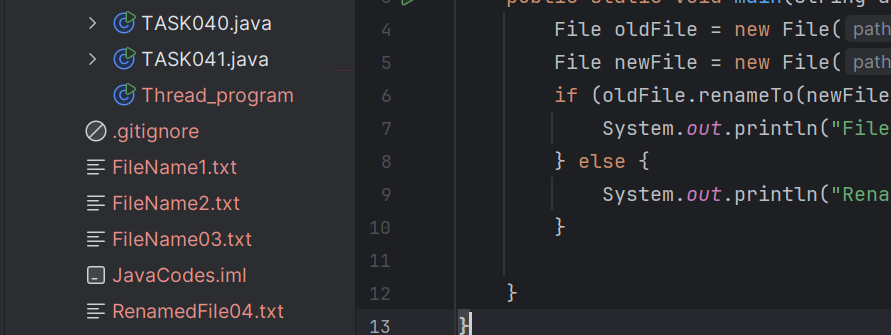 TASK040.java
TASK041.java
Thread_program
.gitignore
FileName1.txt
FileName2.txt
FileName03.txt
JavaCodes.iml
RenamedFile04.txt
public static void main(String
4 File oldFile = new File( path
5 File newFile = new File( path
6 if (oldFile.renameTo(newFile
7 System.out.println("File
8 } else {
9 System.out.println("Rena
10 }
11
12 }
13 }